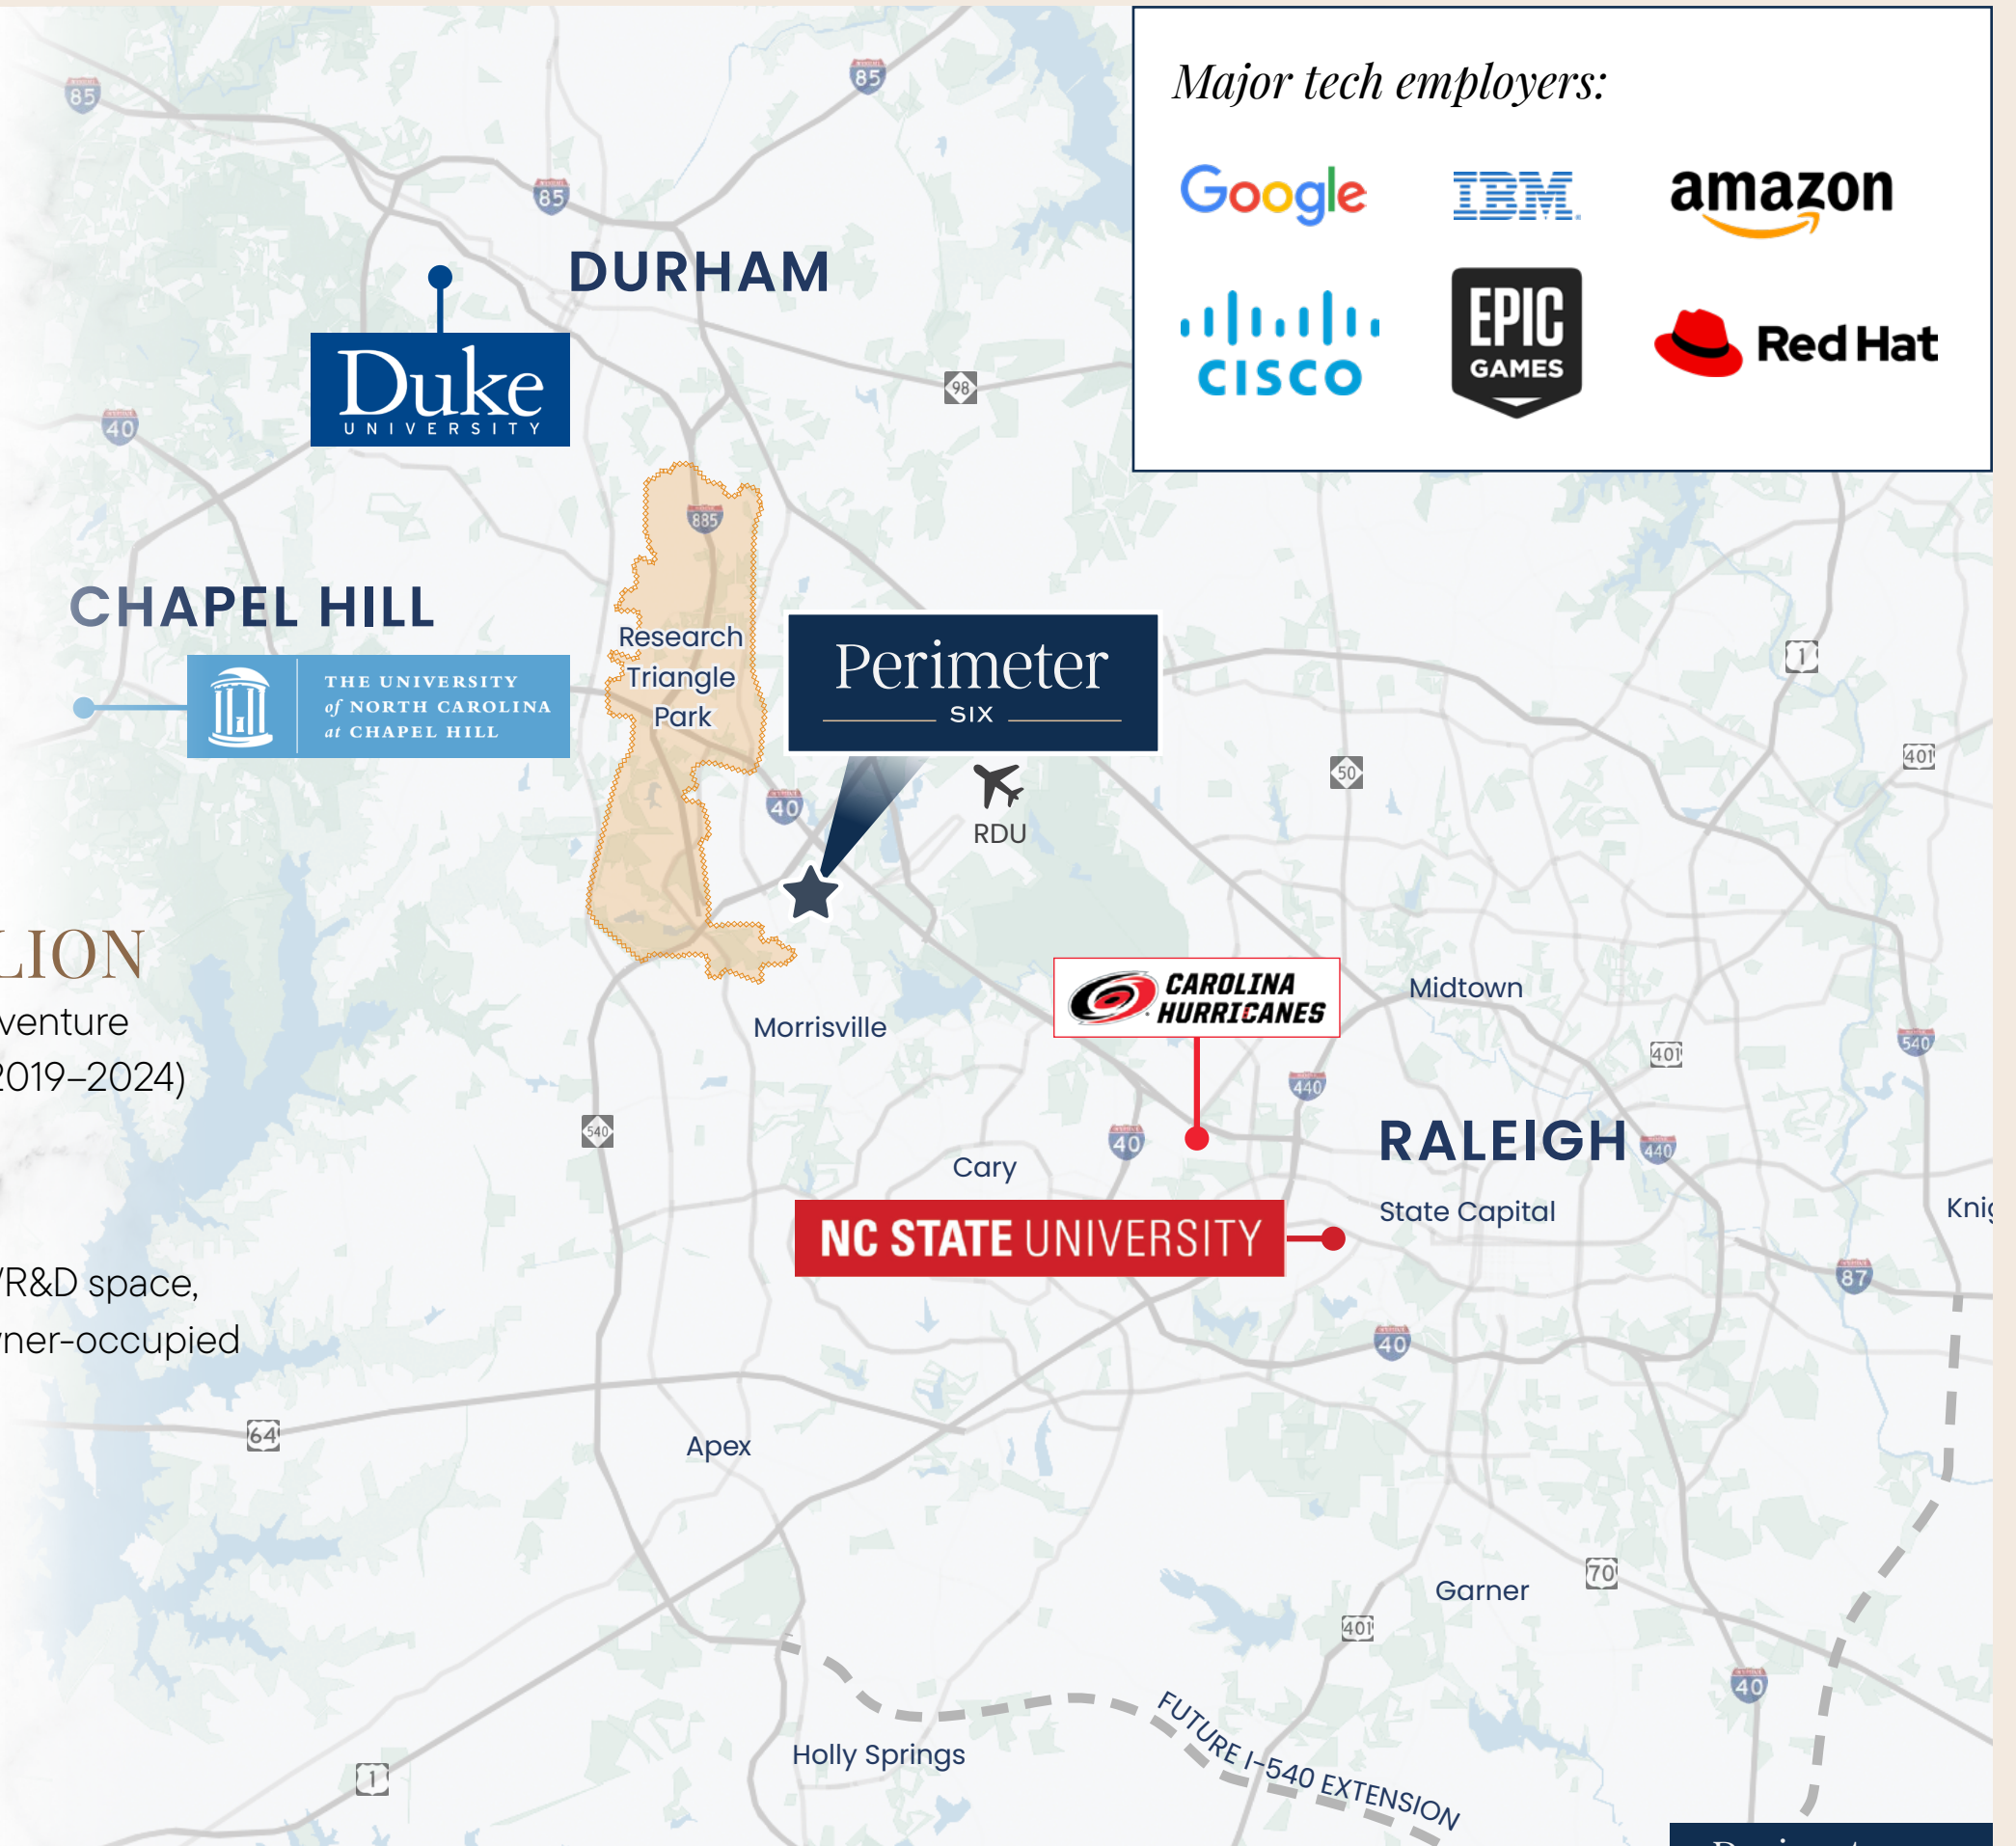 Major tech employers:
Google
IBM
amazon
CISCO
EPIC
GAMES
Red Hat
85
85
85
DURHAM
Duke
UNIVERSITY
98
40
885
CHAPEL HILL
THE UNIVERSITY
of NORTH CAROLINA
at CHAPEL HILL
Research
Triangle
Park
Perimeter
SIX
1
401
50
40
RDU
LION
venture
2019–2024)
CAROLINA
HURRICANES
Midtown
Morrisville
540
401
440
540
40
RALEIGH
440
Cary
State Capital
NC STATE UNIVERSITY
/R&D space,
wner-occupied
87
40
64
Apex
70
Garner
401
40
Holly Springs
FUTURE I-540 EXTENSION
1